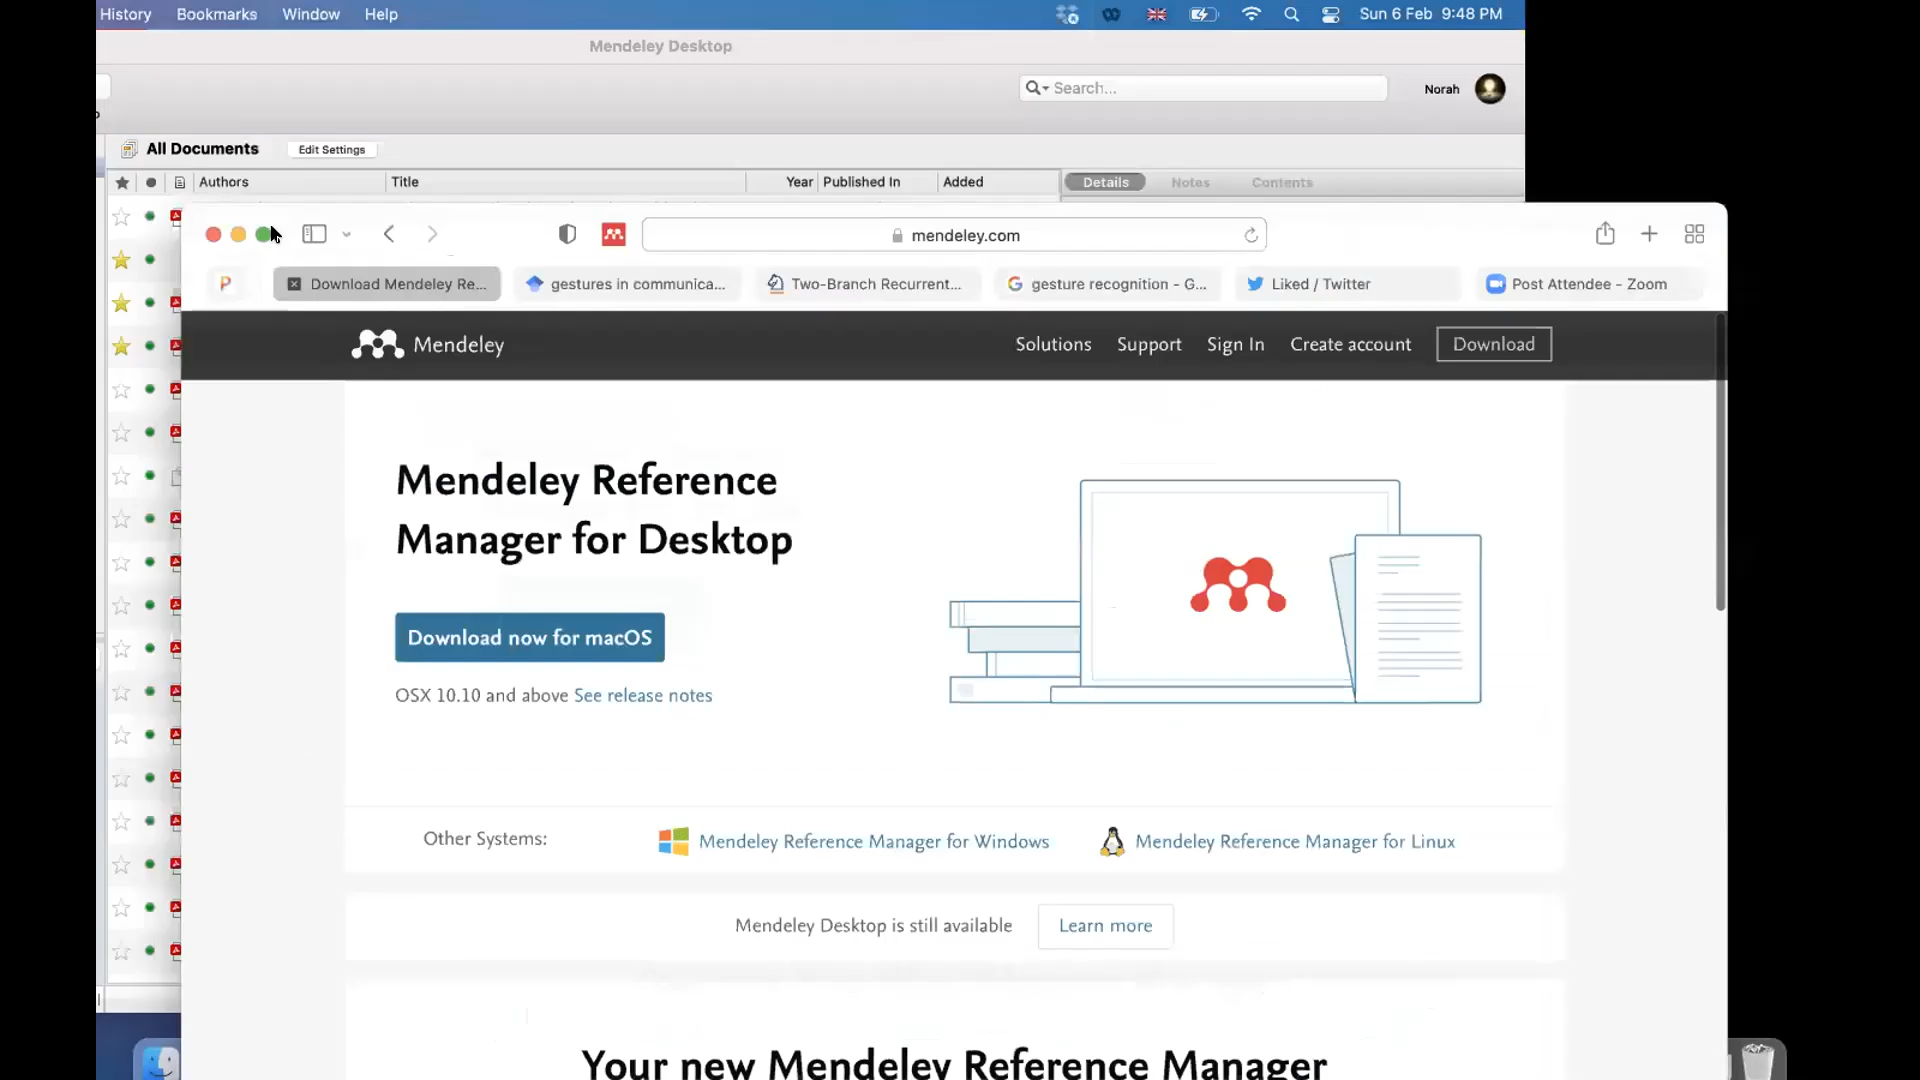 History Bookmarks Window Help Sun 6 Feb 9:48 PM
Mendeley Desktop
Search... Norah
All Documents Edit Settings
Authors Title Year Published In Added Details Notes Contents
mendeley.com
Download Mendeley Re... gestures in communica... Two-Branch Recurrent... gesture recognition - G... Liked / Twitter Post Attendee - Zoom
Mendeley Solutions Support Sign In Create account Download
Mendeley Reference
Manager for Desktop
Download now for macOS
OSX 10.10 and above See release notes
Other Systems: Mendeley Reference Manager for Windows Mendeley Reference Manager for Linux
Mendeley Desktop is still available Learn more
Your new Mendeley Reference Manager